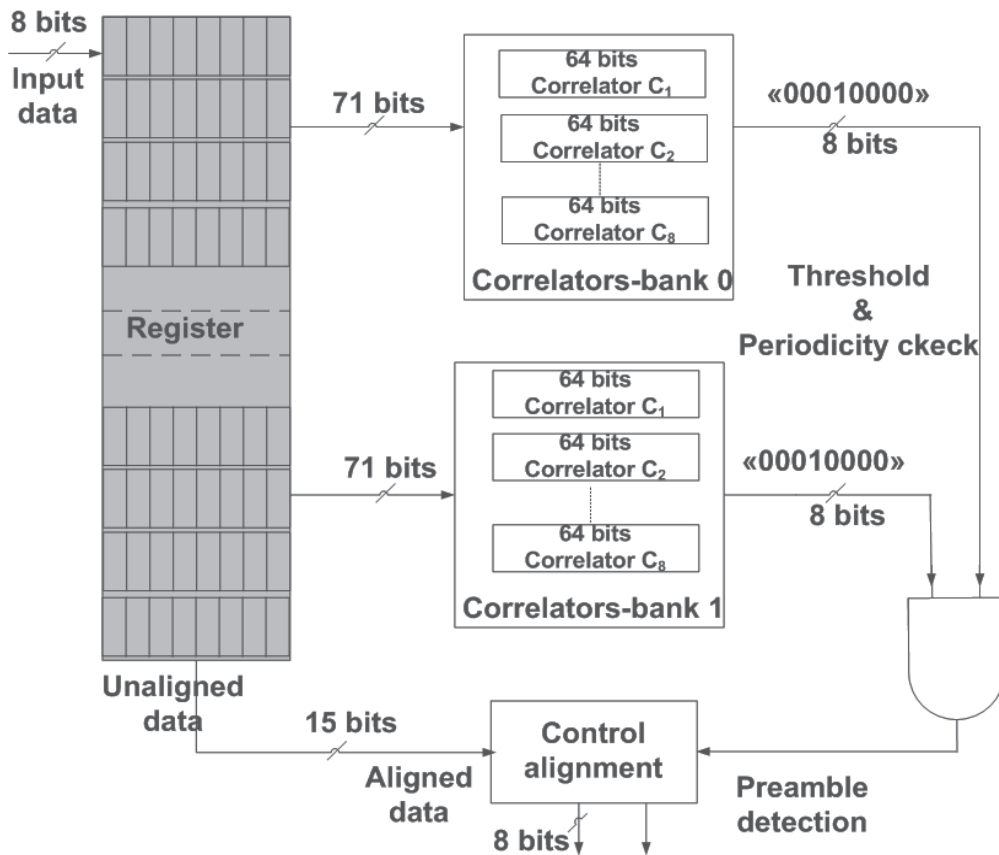 8 bits
Input
data
Register
71 bits
64 bits
Correlator C₁
64 bits
Correlator C₂
64 bits
Correlator C₈
Correlators-bank 0
«00010000»
8 bits
Threshold
&
Periodicity ckeck
71 bits
64 bits
Correlator C₁
64 bits
Correlator C₂
64 bits
Correlator C₈
Correlators-bank 1
«00010000»
8 bits
Unaligned
data
15 bits
Aligned
data
Control
alignment
8 bits
Preamble
detection